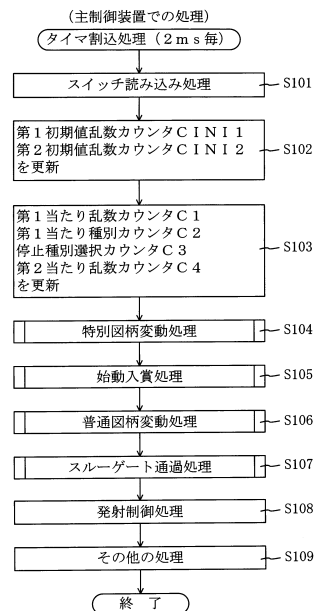 (主制御装置での処理)
タイマ割込処理(2ms毎)
スイッチ読み込み処理
S101
第1初期値乱数カウンタCINI1
第2初期値乱数カウンタCINI2
を更新
S102
第1当たり乱数カウンタC1
第1当たり種別カウンタC2
停止種別選択カウンタC3
第2当たり乱数カウンタC4
を更新
S103
特別図柄変動処理
S104
始動入賞処理
S105
普通図柄変動処理
S106
スルーゲート通過処理
S107
発射制御処理
S108
その他の処理
S109
終 了